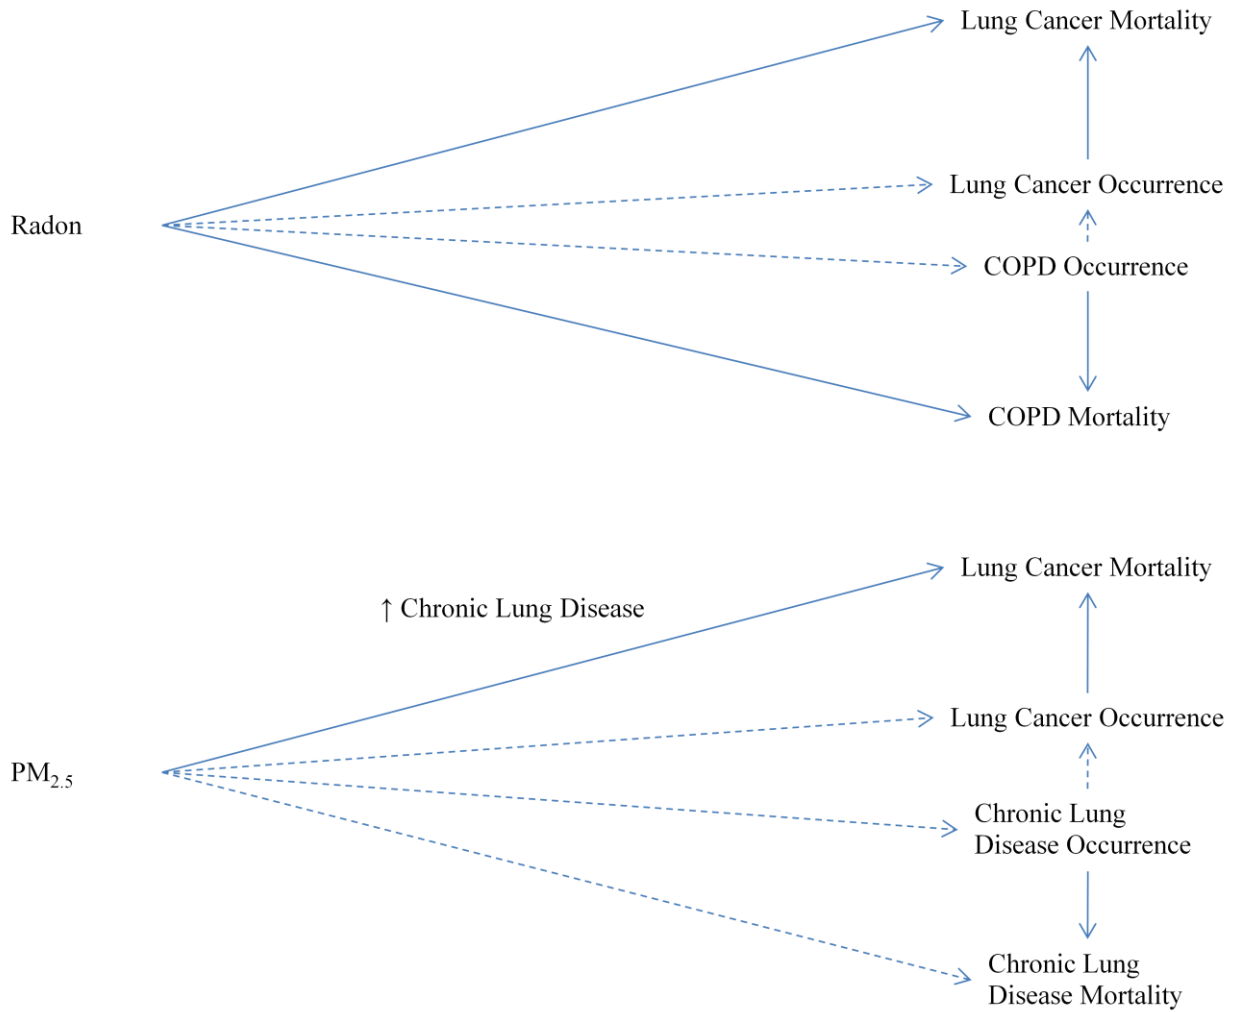 Lung Cancer Mortality
Lung Cancer Occurrence
Radon
COPD Occurrence
COPD Mortality
Lung Cancer Mortality
↑ Chronic Lung Disease
Lung Cancer Occurrence
PM2.5
Chronic Lung
Disease Occurrence
Chronic Lung
Disease Mortality